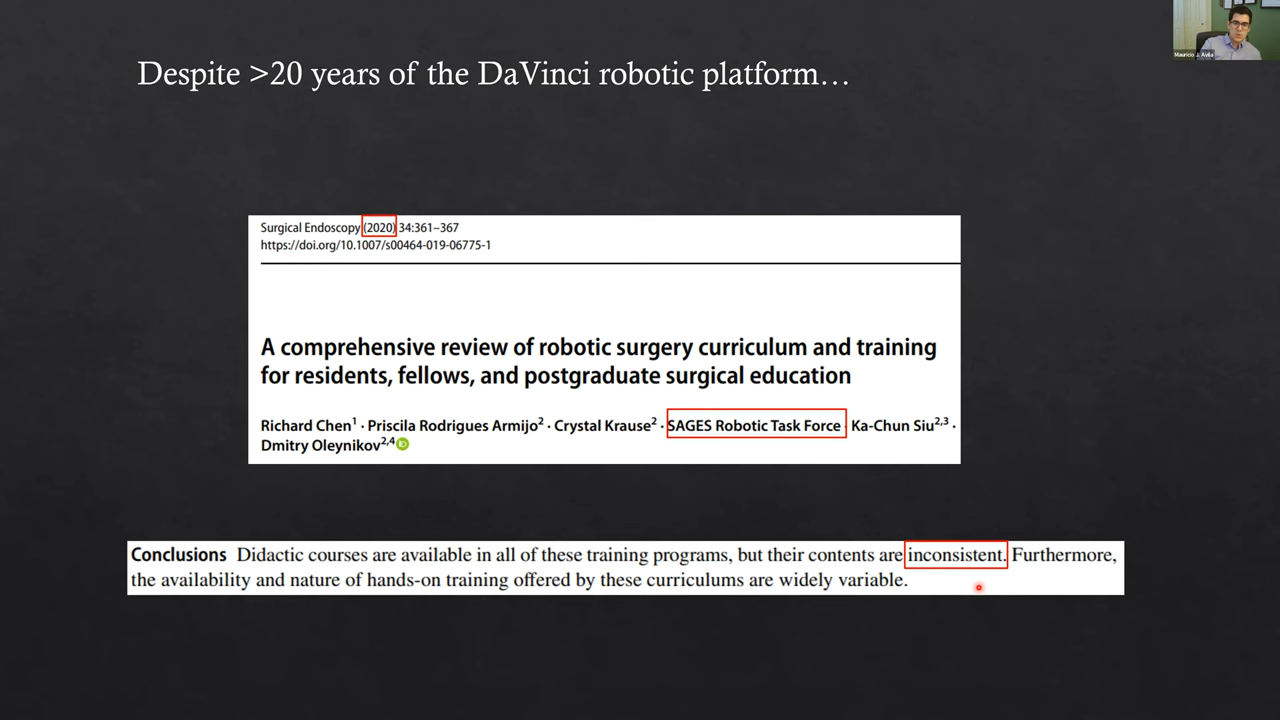 Despite >20 years of the DaVinci robotic platform…
Mauricio J. Avila
Surgical Endoscopy (2020) 34:361–367
https://doi.org/10.1007/s00464-019-06775-1
A comprehensive review of robotic surgery curriculum and training
for residents, fellows, and postgraduate surgical education
Richard Chen1 · Priscila Rodrigues Armijo2 · Crystal Krause2 · SAGES Robotic Task Force · Ka-Chun Siu2,3 ·
Dmitry Oleynikov2,4 iD
Conclusions Didactic courses are available in all of these training programs, but their contents are inconsistent. Furthermore,
the availability and nature of hands-on training offered by these curriculums are widely variable.